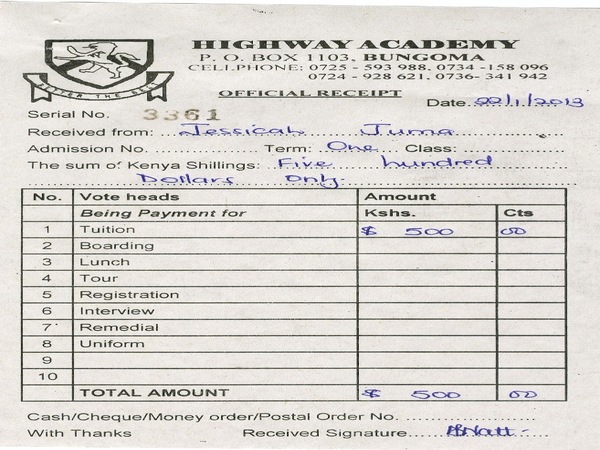 HIGHWAY ACADEMY
P. O. BOX 1103, BUNGOMA
CELLPHONE: 0725 - 593 988, 0734 - 158 096
0724 - 928 621, 0736- 341 942
OFFICIAL RECEIPT
Date. 22/1/2013
Serial No. 3361
Received from: Jessicah Juma
Admission No. Term: One Class:
The sum of Kenya Shillings: Five hundred
Dollars Only.
No. Vote heads Amount
Being Payment for Kshs. Cts
1 Tuition $ 500 00
2 Boarding
3 Lunch
4 Tour
5 Registration
6 Interview
7 Remedial
8 Uniform
9
10
TOTAL AMOUNT $ 500 00
Cash/Cheque/Money order/Postal Order No.
With Thanks Received Signature